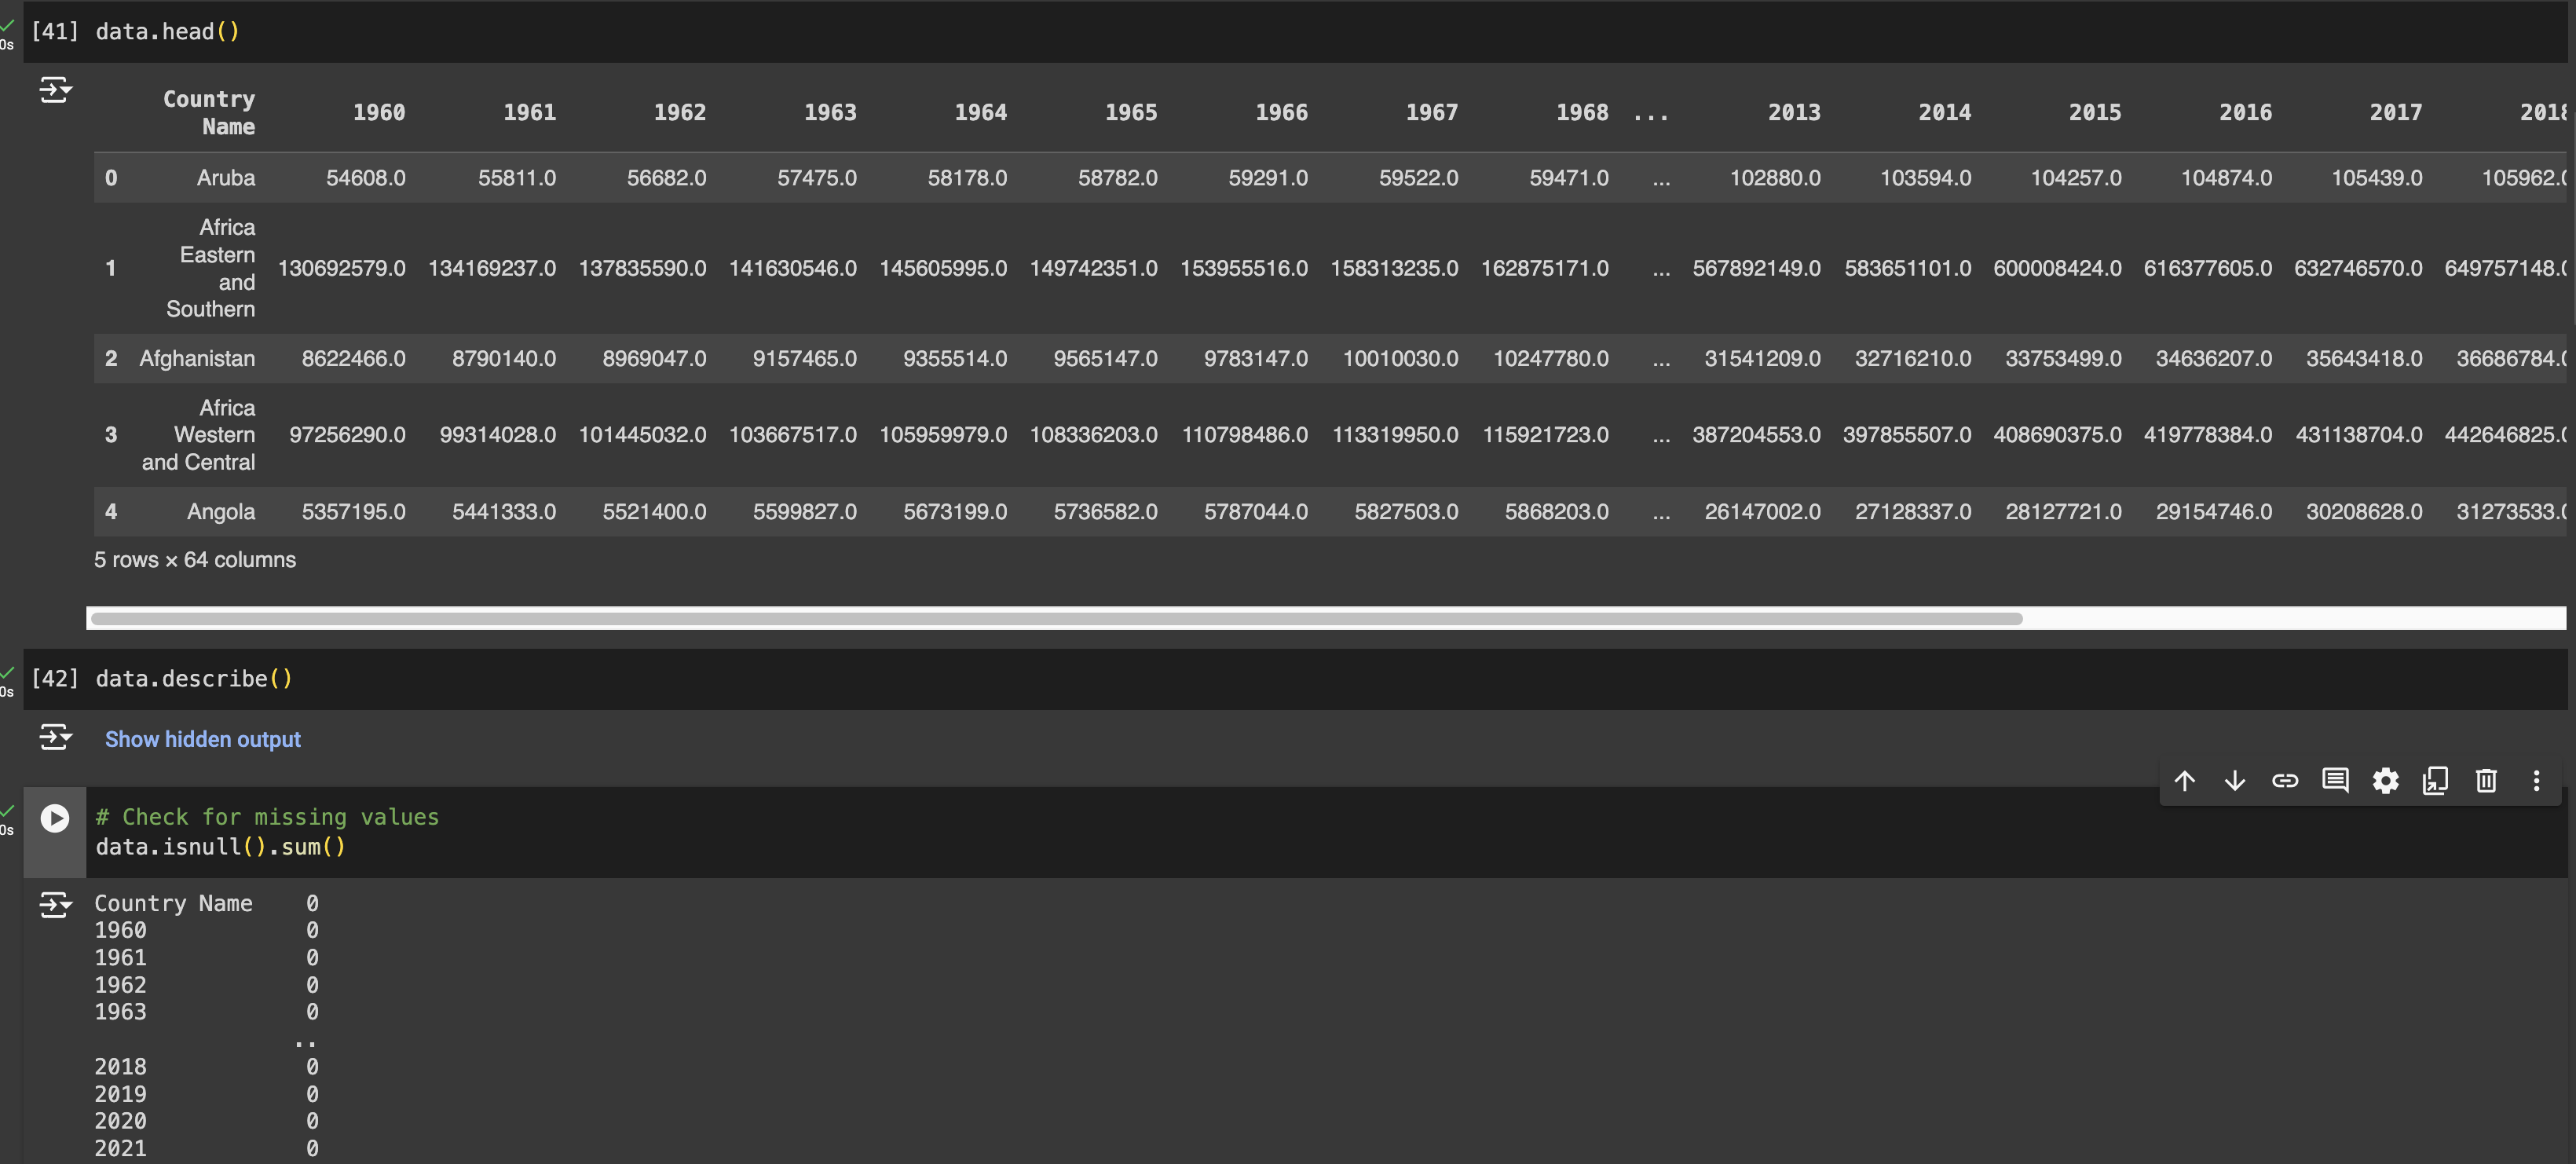 [41] data.head()
0s
Country Name 1960 1961 1962 1963 1964 1965 1966 1967 1968 ... 2013 2014 2015 2016 2017 2018
0 Aruba 54608.0 55811.0 56682.0 57475.0 58178.0 58782.0 59291.0 59522.0 59471.0 ... 102880.0 103594.0 104257.0 104874.0 105439.0 105962.0
1 Africa Eastern and Southern 130692579.0 134169237.0 137835590.0 141630546.0 145605995.0 149742351.0 153955516.0 158313235.0 162875171.0 ... 567892149.0 583651101.0 600008424.0 616377605.0 632746570.0 649757148.0
2 Afghanistan 8622466.0 8790140.0 8969047.0 9157465.0 9355514.0 9565147.0 9783147.0 10010030.0 10247780.0 ... 31541209.0 32716210.0 33753499.0 34636207.0 35643418.0 36686784.0
3 Africa Western and Central 97256290.0 99314028.0 101445032.0 103667517.0 105959979.0 108336203.0 110798486.0 113319950.0 115921723.0 ... 387204553.0 397855507.0 408690375.0 419778384.0 431138704.0 442646825.0
4 Angola 5357195.0 5441333.0 5521400.0 5599827.0 5673199.0 5736582.0 5787044.0 5827503.0 5868203.0 ... 26147002.0 27128337.0 28127721.0 29154746.0 30208628.0 31273533.0
5 rows × 64 columns
[42] data.describe()
0s
Show hidden output
# Check for missing values
0s
data.isnull().sum()
Country Name 0
1960 0
1961 0
1962 0
1963 0
..
2018 0
2019 0
2020 0
2021 0